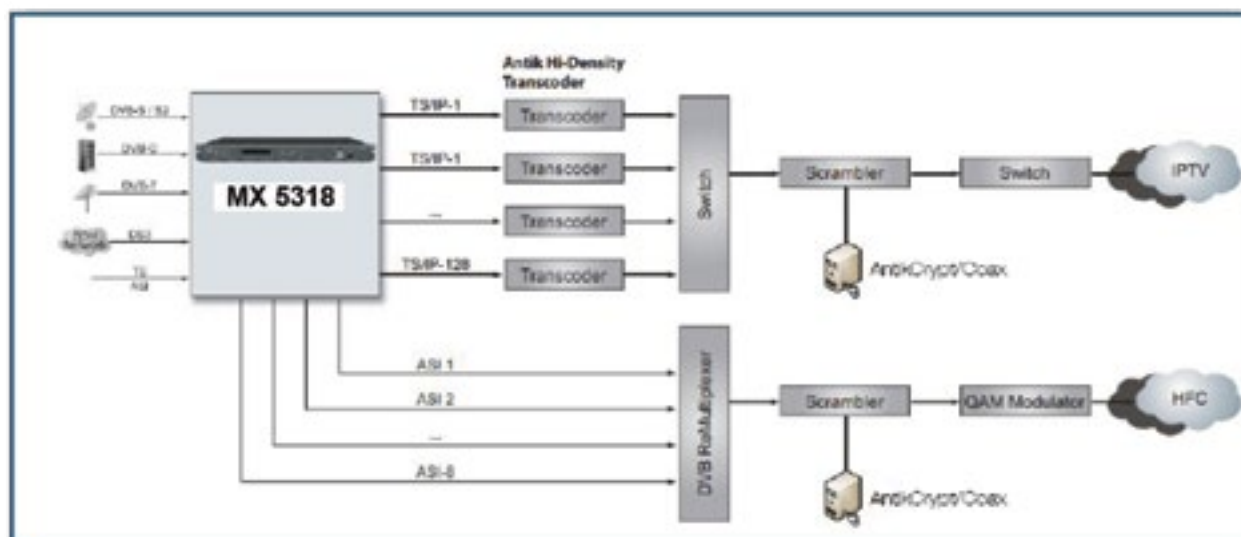 Antik Hi-Density
Transcoder
DVB-S / S2
DVB-C
DVB-T
DS3
TS
ASI
MX 5318
TS/IP-1
TS/IP-1
...
TS/IP-128
Transcoder
Transcoder
Transcoder
Transcoder
Switch
Scrambler
Switch
IPTV
AntikCrypt/Coax
ASI 1
ASI 2
...
ASI-8
DVB ReMultiplexer
Scrambler
QAM Modulator
HFC
AntikCrypt/Coax